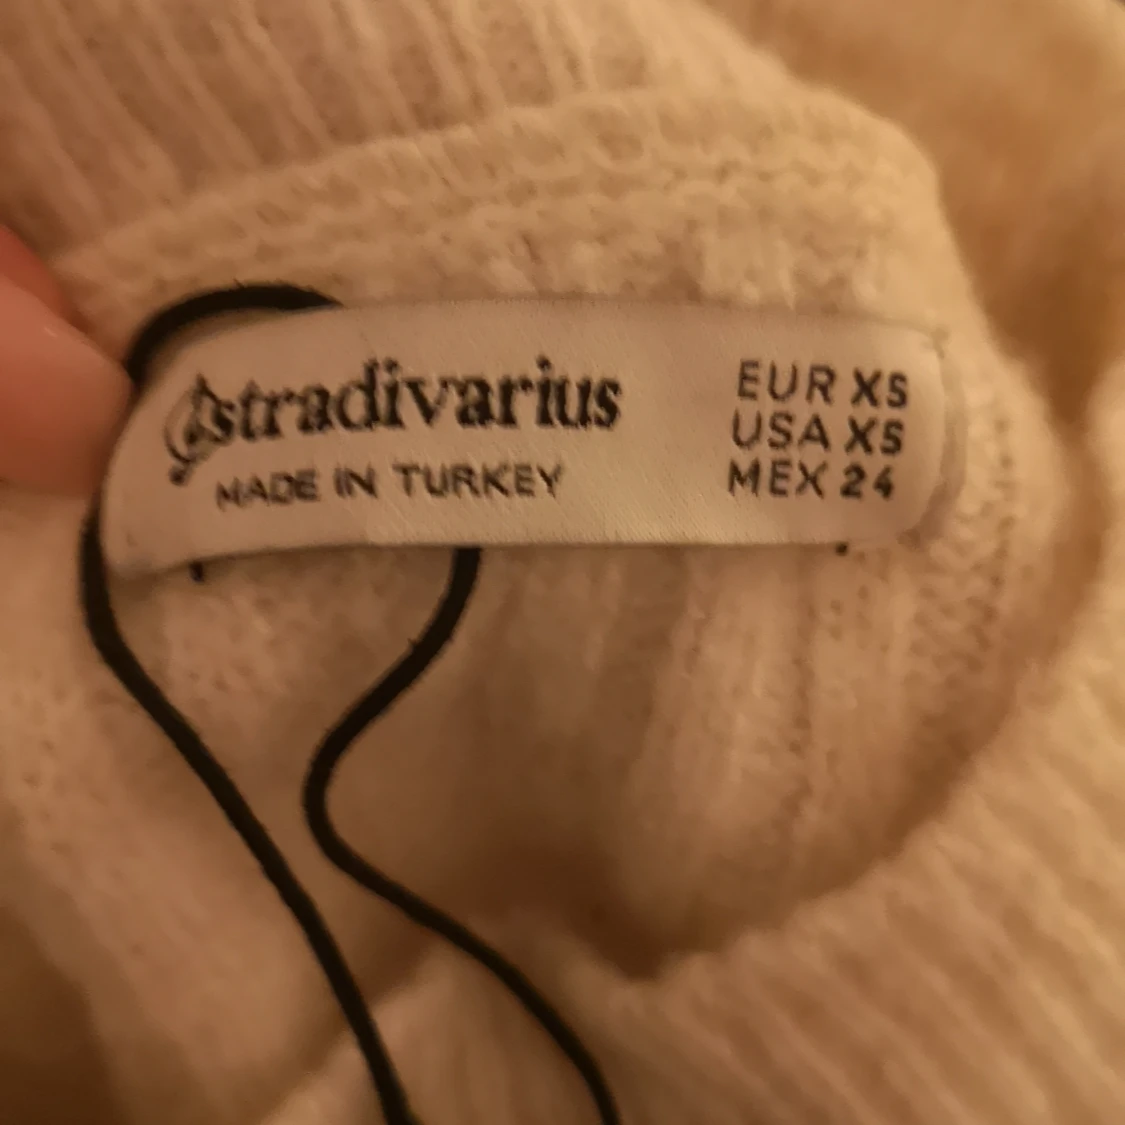 stradivarius
MADE IN TURKEY
EUR XS
USA XS
MEX 24